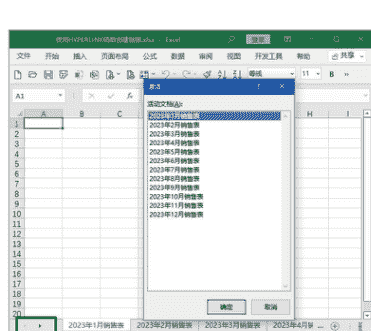 使用HYPERLINK函数创建链接.xlsx - Excel
登录
文件 开始 插入 页面布局 公式 数据 审阅 视图 开发工具 帮助 共享
等线 11 B
A1 fx
A B C H I
1
2
3
4
5
6
7
8
9
10
11
12
13
14
15
16
17
18
19
20
激活 ? ×
活动文档(A):
2023年1月销售表
2023年2月销售表
2023年3月销售表
2023年4月销售表
2023年5月销售表
2023年6月销售表
2023年7月销售表
2023年8月销售表
2023年9月销售表
2023年10月销售表
2023年11月销售表
2023年12月销售表
确定 取消
2023年1月销售表 2023年2月销售表 2023年3月销售表 2023年4月销 ...